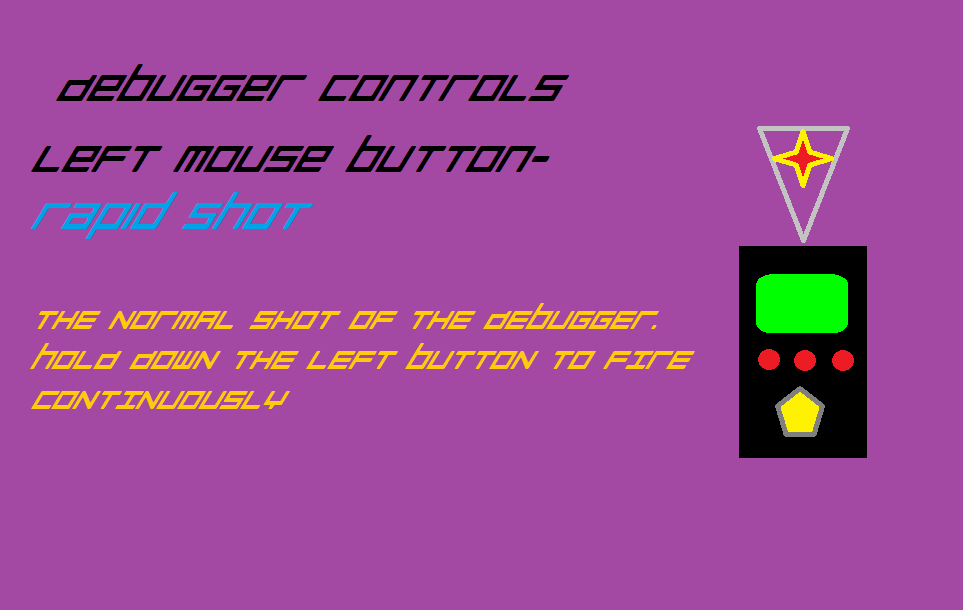 Debugger controls
Left mouse button-
rapid shot
The normal shot of the debugger.
Hold down the left button to fire
continuously